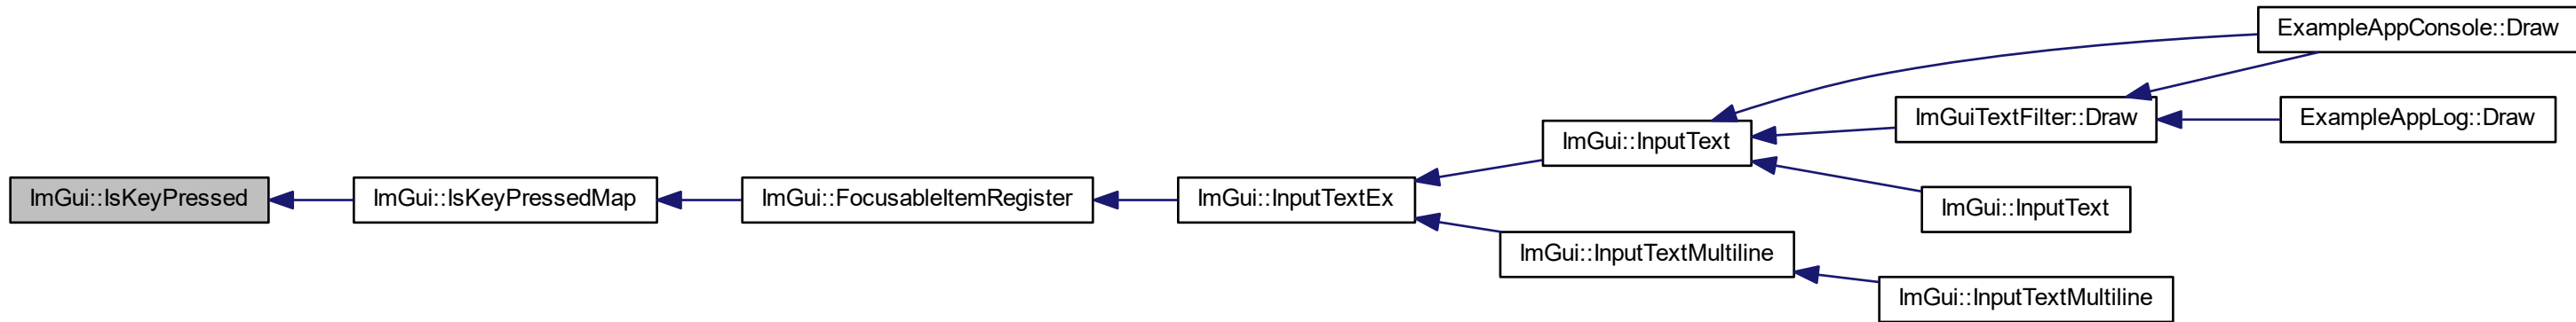 ExampleAppConsole::Draw
ImGuiTextFilter::Draw
ExampleAppLog::Draw
ImGui::InputText
ImGui::IsKeyPressed
ImGui::IsKeyPressedMap
ImGui::FocusableItemRegister
ImGui::InputTextEx
ImGui::InputText
ImGui::InputTextMultiline
ImGui::InputTextMultiline